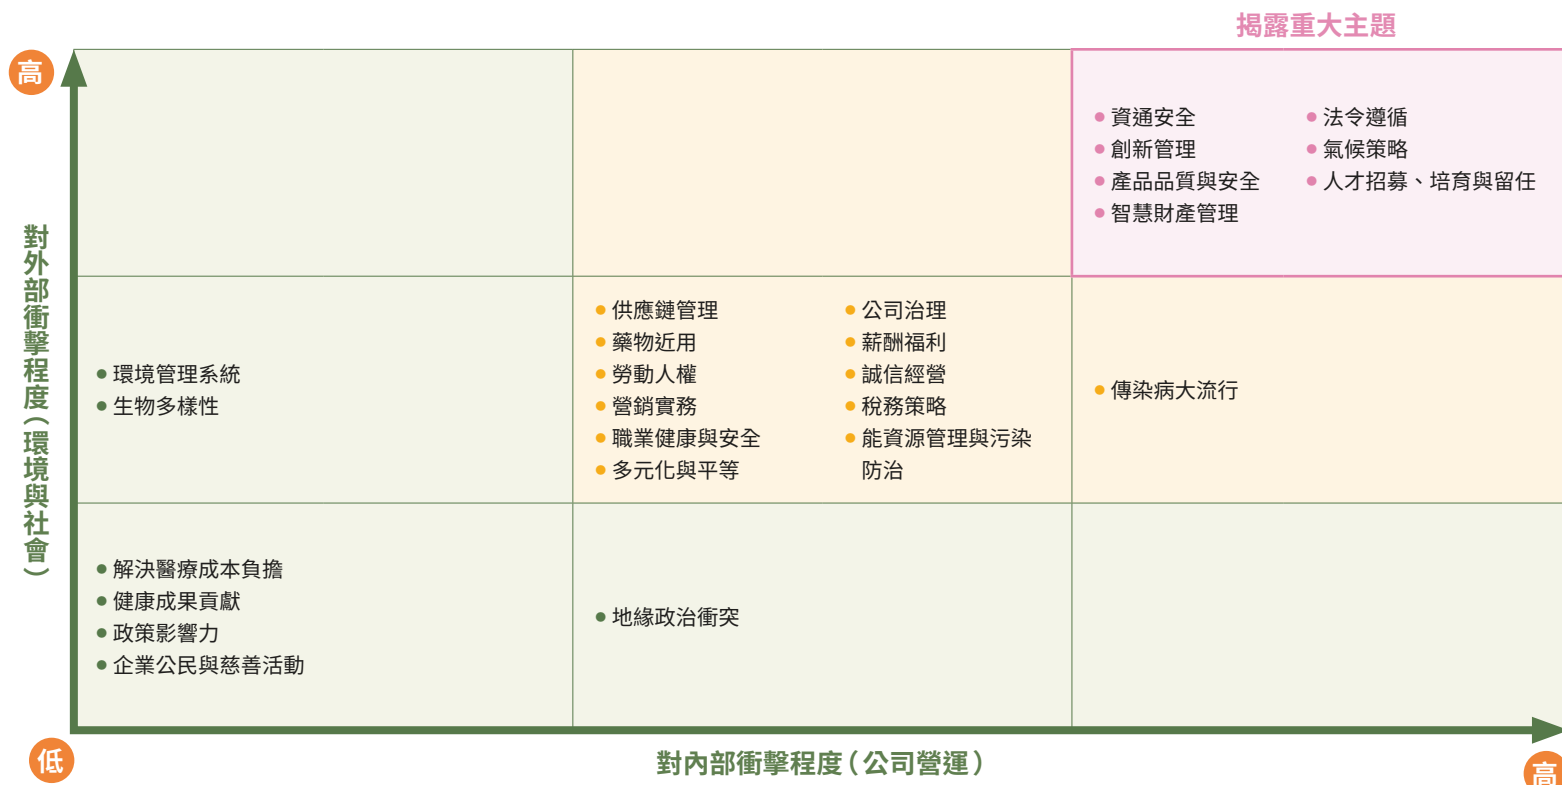 揭露重大主題
高
資通安全
創新管理
產品品質與安全
智慧財產管理
法令遵循
氣候策略
人才招募、培育與留任
對外部衝擊程度（環境與社會）
環境管理系統
生物多樣性
供應鏈管理
藥物近用
勞動人權
營銷實務
職業健康與安全
多元化與平等
公司治理
薪酬福利
誠信經營
稅務策略
能資源管理與污染
防治
傳染病大流行
解決醫療成本負擔
健康成果貢獻
政策影響力
企業公民與慈善活動
地緣政治衝突
低
對內部衝擊程度（公司營運）
高